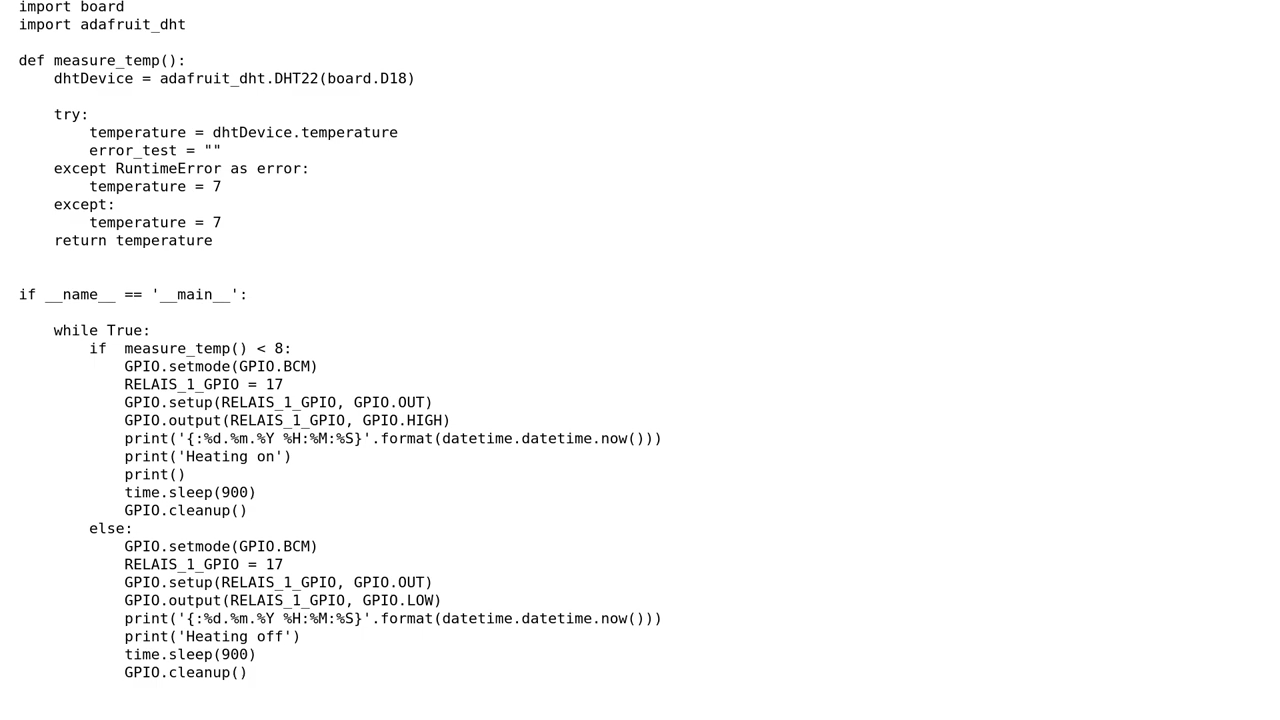 import board
import adafruit_dht

def measure_temp():
    dhtDevice = adafruit_dht.DHT22(board.D18)

    try:
        temperature = dhtDevice.temperature
        error_test = ""
    except RuntimeError as error:
        temperature = 7
    except:
        temperature = 7
    return temperature


if __name__ == '__main__':

    while True:
        if  measure_temp() < 8:
            GPIO.setmode(GPIO.BCM)
            RELAIS_1_GPIO = 17
            GPIO.setup(RELAIS_1_GPIO, GPIO.OUT)
            GPIO.output(RELAIS_1_GPIO, GPIO.HIGH)
            print('{:%d.%m.%Y %H:%M:%S}'.format(datetime.datetime.now()))
            print('Heating on')
            print()
            time.sleep(900)
            GPIO.cleanup()
        else:
            GPIO.setmode(GPIO.BCM)
            RELAIS_1_GPIO = 17
            GPIO.setup(RELAIS_1_GPIO, GPIO.OUT)
            GPIO.output(RELAIS_1_GPIO, GPIO.LOW)
            print('{:%d.%m.%Y %H:%M:%S}'.format(datetime.datetime.now()))
            print('Heating off')
            time.sleep(900)
            GPIO.cleanup()